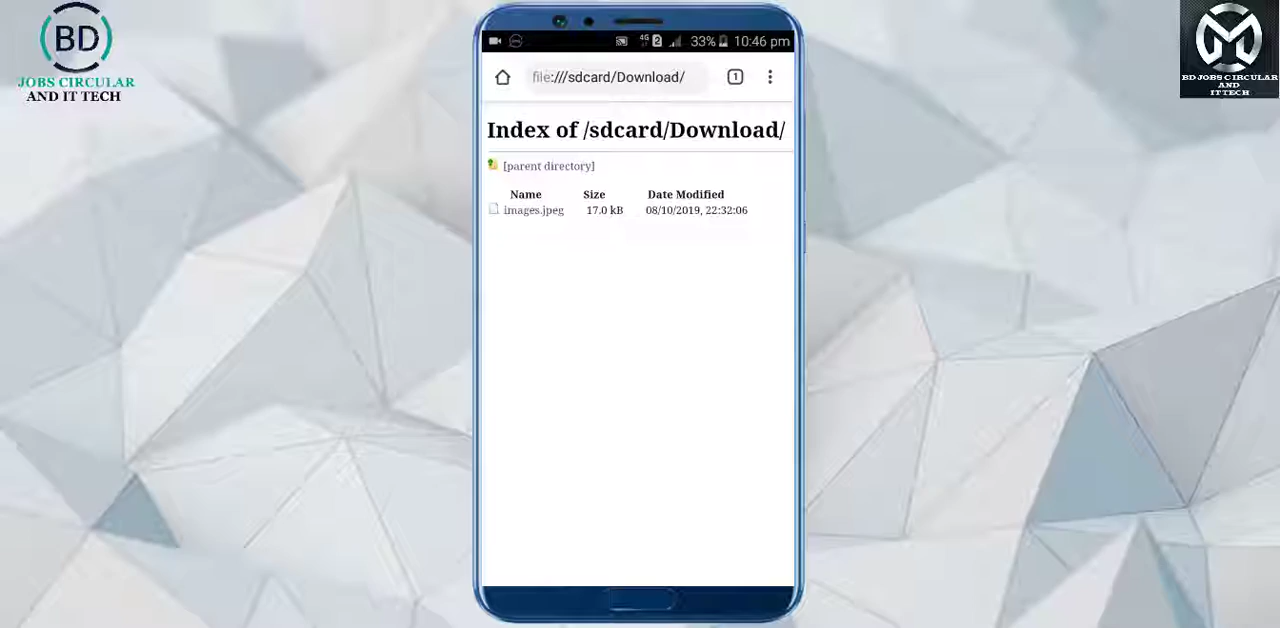 BD
JOBS CIRCULAR
AND IT TECH
4G 2 33% 10:46 pm
file:///sdcard/Download/
1
Index of /sdcard/Download/
[parent directory]
Name Size Date Modified
images.jpeg 17.0 kB 08/10/2019, 22:32:06
M
BD JOBS CIRCULAR
AND
IT TECH